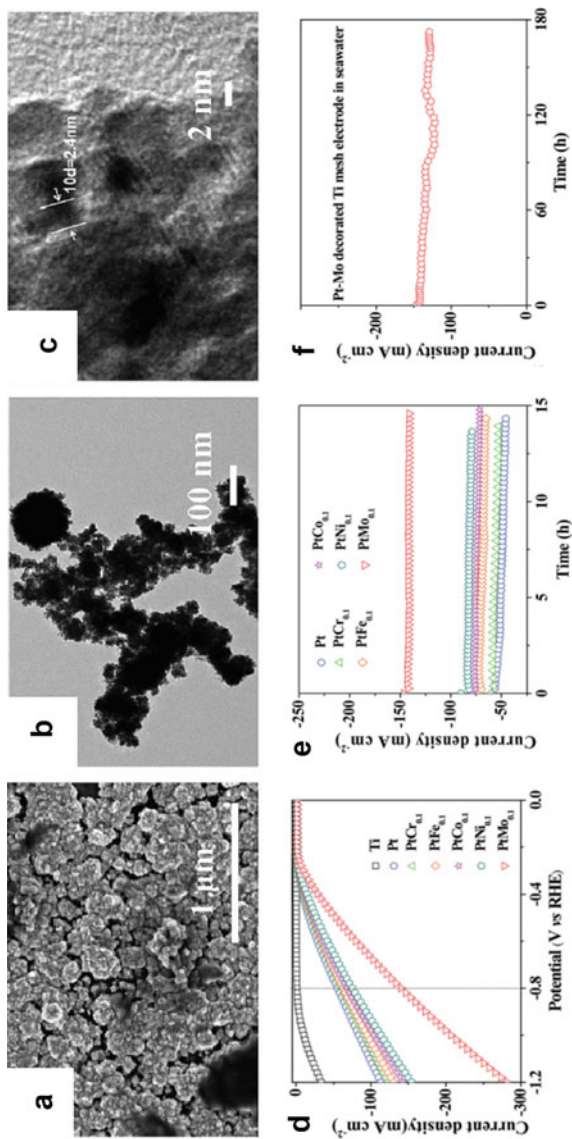 a
1 µm
b
100 nm
c
10d=2.4nm
2 nm
d
Current density(mA cm-2)
0
-100
-200
-300
-1.2
-0.8
-0.4
0.0
Potential (V vs RHE)
Ti
Pt
PtCr0.1
PtFe0.1
PtCo0.1
PtNi0.1
PtMo0.1
e
Current density (mA cm-2)
-250
-200
-150
-100
-50
0
5
10
15
Time (h)
Pt
PtCr0.1
PtFe0.1
PtCo0.1
PtNi0.1
PtMo0.1
f
Current density (mA cm-2)
-200
-100
0
60
120
180
Time (h)
Pt-Mo decorated Ti mesh electrode in seawater